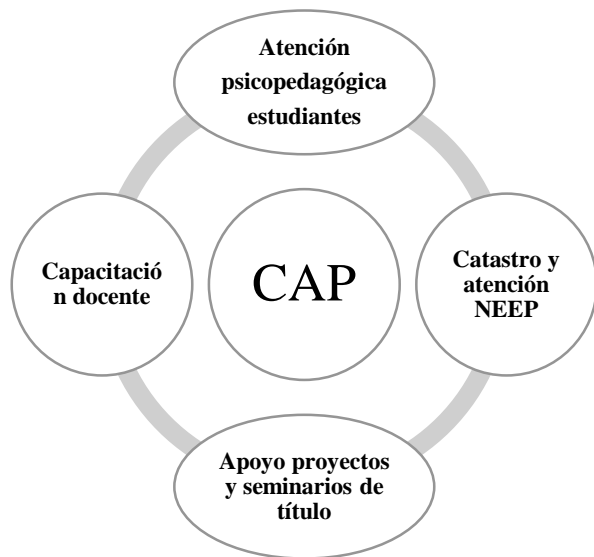 Atención
psicopedagógica
estudiantes
Capacitació
n docente
CAP
Catastro y
atención
NEEP
Apoyo proyectos
y seminarios de
título